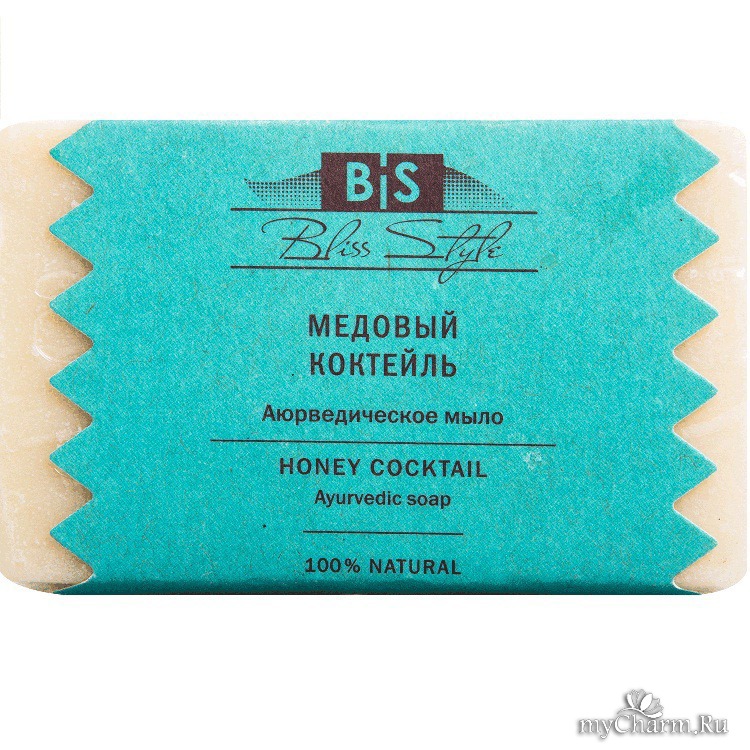 BiS
Bliss Style
МЕДОВЫЙ
КОКТЕЙЛЬ
Аюрведическое мыло
HONEY COCKTAIL
Ayurvedic soap
100% NATURAL
myCharm.Ru